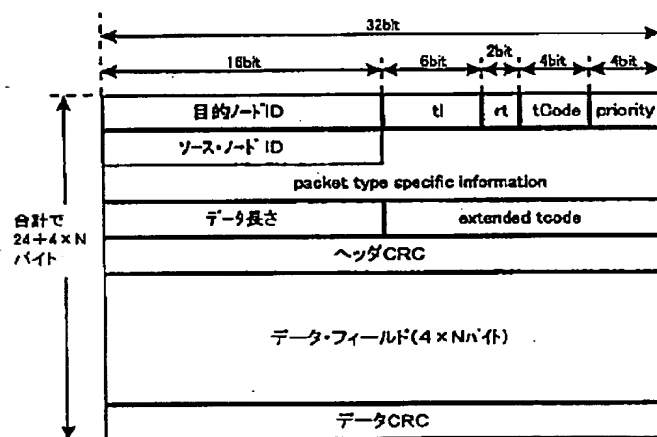 32bit
16bit 6bit 2bit 4bit 4bit
目的ノードID tl rt tCode priority
ソース・ノードID
packet type specific information
データ長さ extended tcode
ヘッダCRC
合計で
24+4×N
バイト
データ・フィールド(4×Nバイト)
データCRC